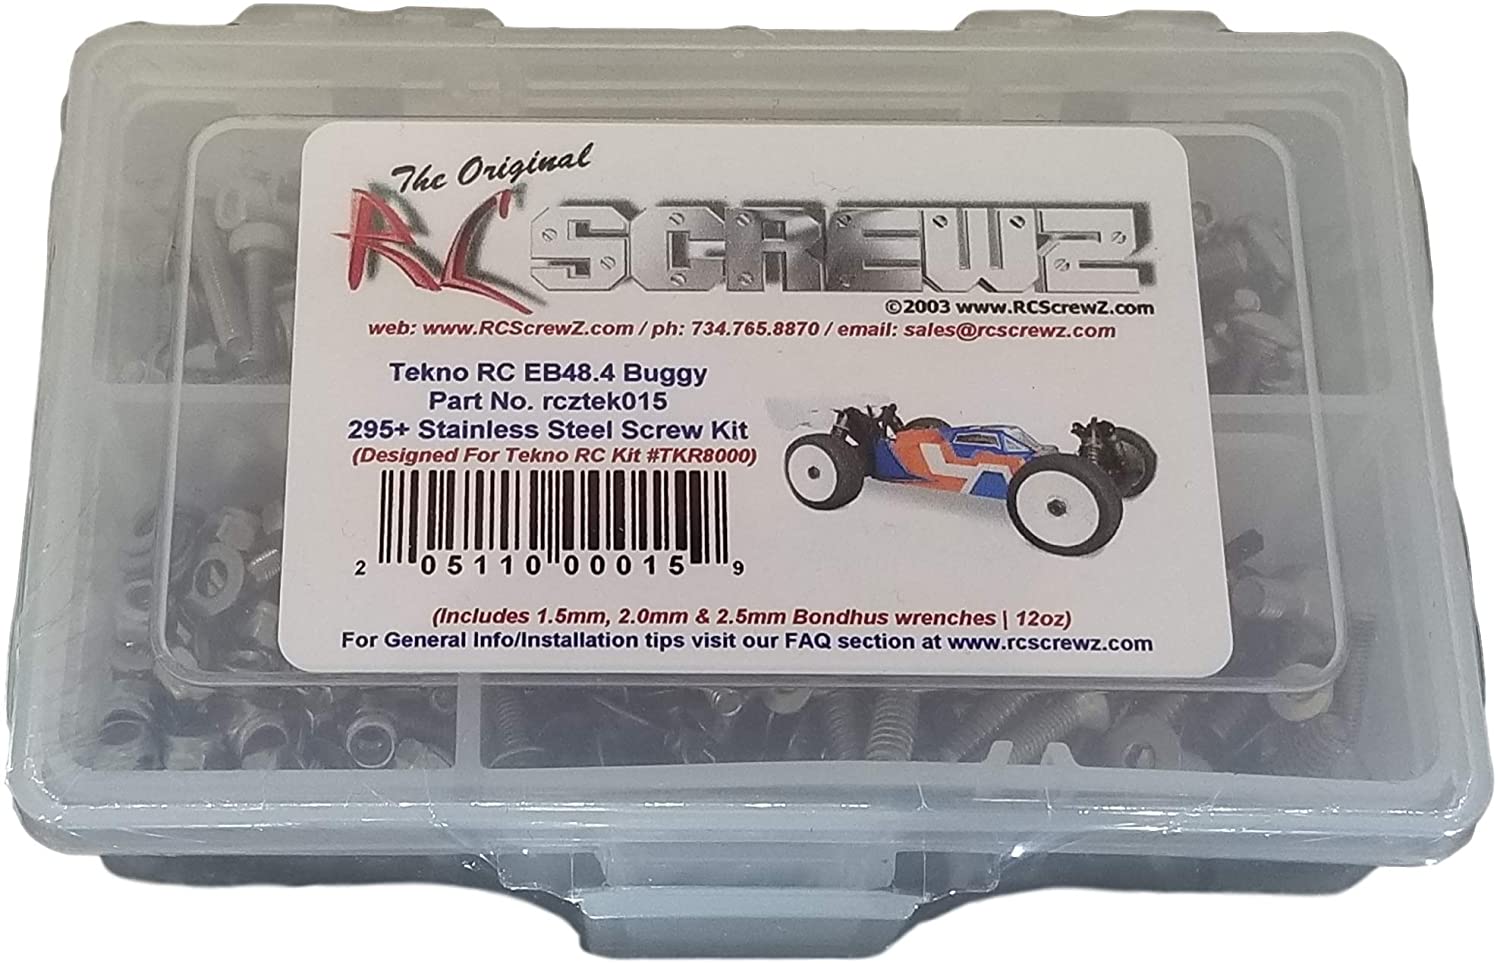 The Original
RC SCREWZ
©2003 www.RCScrewZ.com
web: www.RCScrewZ.com / ph: 734.765.8870 / email: sales@rcscrewz.com
Tekno RC EB48.4 Buggy
Part No. rcztek015
295+ Stainless Steel Screw Kit
(Designed For Tekno RC Kit #TKR8000)
2 05110 00015 9
(Includes 1.5mm, 2.0mm & 2.5mm Bondhus wrenches | 12oz)
For General Info/Installation tips visit our FAQ section at www.rcscrewz.com